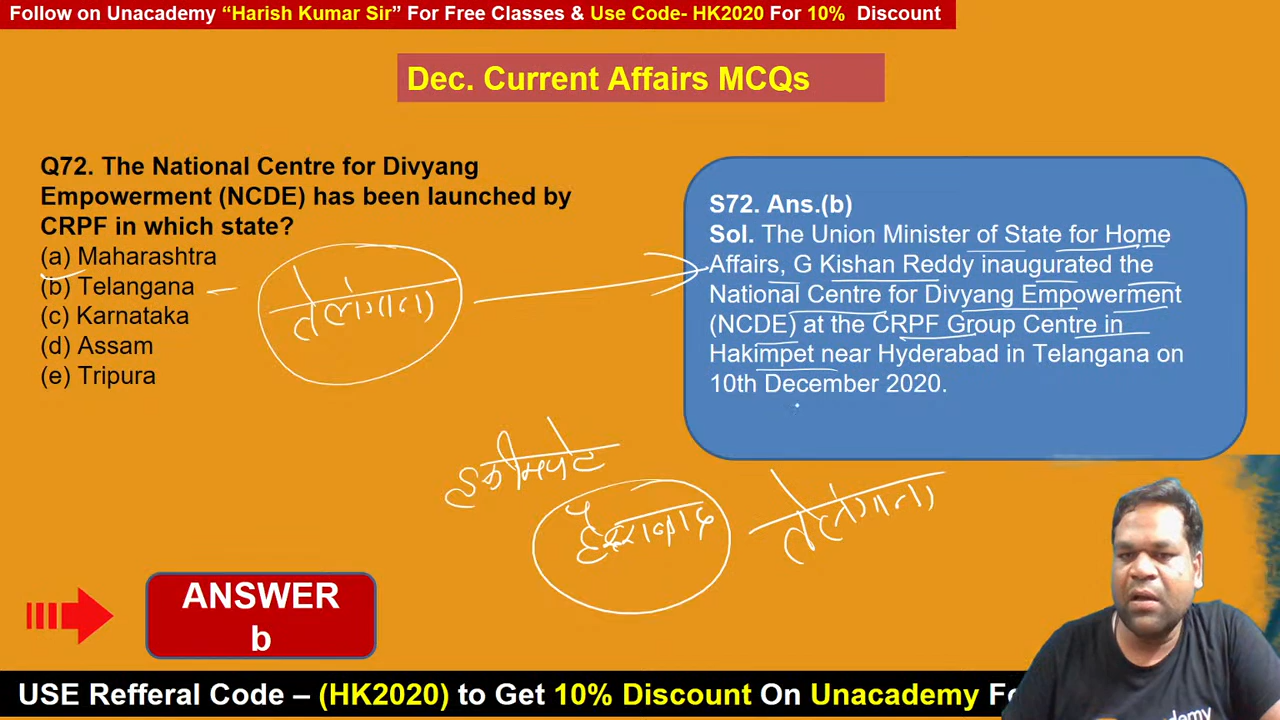 Follow on Unacademy “Harish Kumar Sir” For Free Classes & Use Code- HK2020 For 10% Discount
Dec. Current Affairs MCQs
Q72. The National Centre for Divyang
Empowerment (NCDE) has been launched by
CRPF in which state?
(a) Maharashtra
(b) Telangana
(c) Karnataka
(d) Assam
(e) Tripura
तेलंगाना
S72. Ans.(b)
Sol. The Union Minister of State for Home
Affairs, G Kishan Reddy inaugurated the
National Centre for Divyang Empowerment
(NCDE) at the CRPF Group Centre in
Hakimpet near Hyderabad in Telangana on
10th December 2020.
हकीमपेट
हैदराबाद तेलंगाना
ANSWER
b
USE Refferal Code – (HK2020) to Get 10% Discount On Unacademy